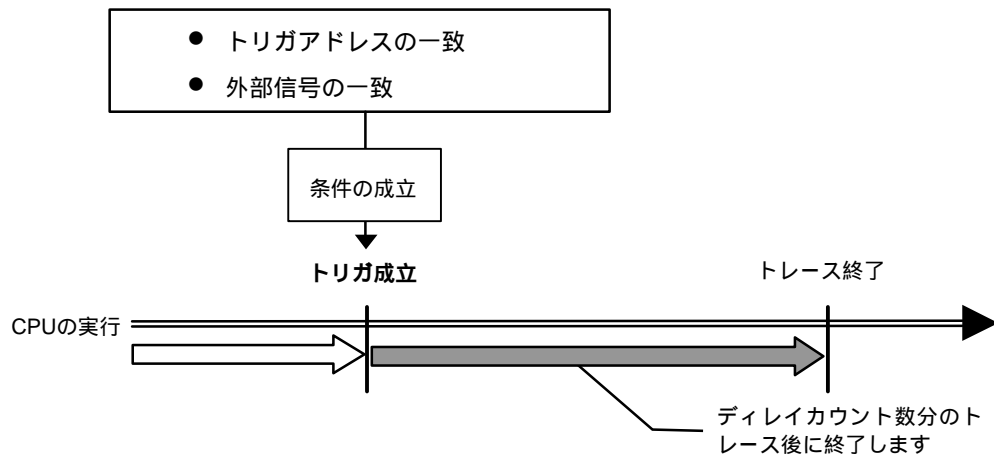 ● トリガアドレスの一致
● 外部信号の一致
条件の成立
トリガ成立
トレース終了
CPUの実行
ディレイカウント数分のト
レース後に終了します